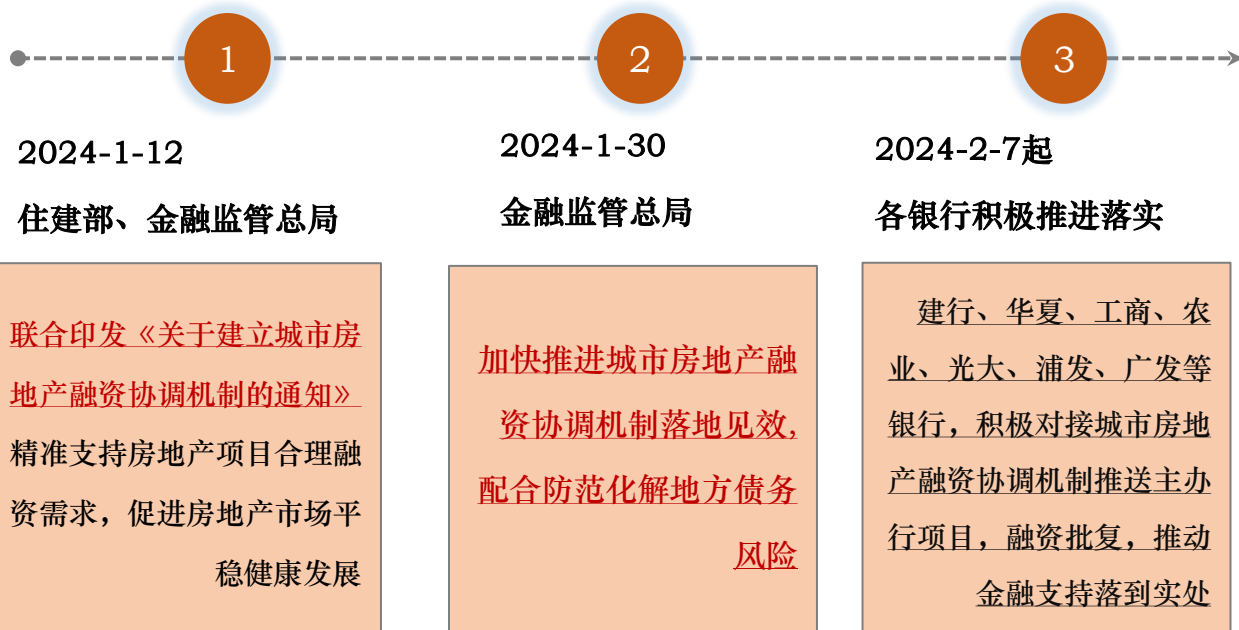 1
2024-1-12
住建部、金融监管总局
联合印发《关于建立城市房
地产融资协调机制的通知》
精准支持房地产项目合理融
资需求，促进房地产市场平
稳健康发展
2
2024-1-30
金融监管总局
加快推进城市房地产融
资协调机制落地见效,
配合防范化解地方债务
风险
3
2024-2-7起
各银行积极推进落实
建行、华夏、工商、农
业、光大、浦发、广发等
银行，积极对接城市房地
产融资协调机制推送主办
行项目，融资批复，推动
金融支持落到实处